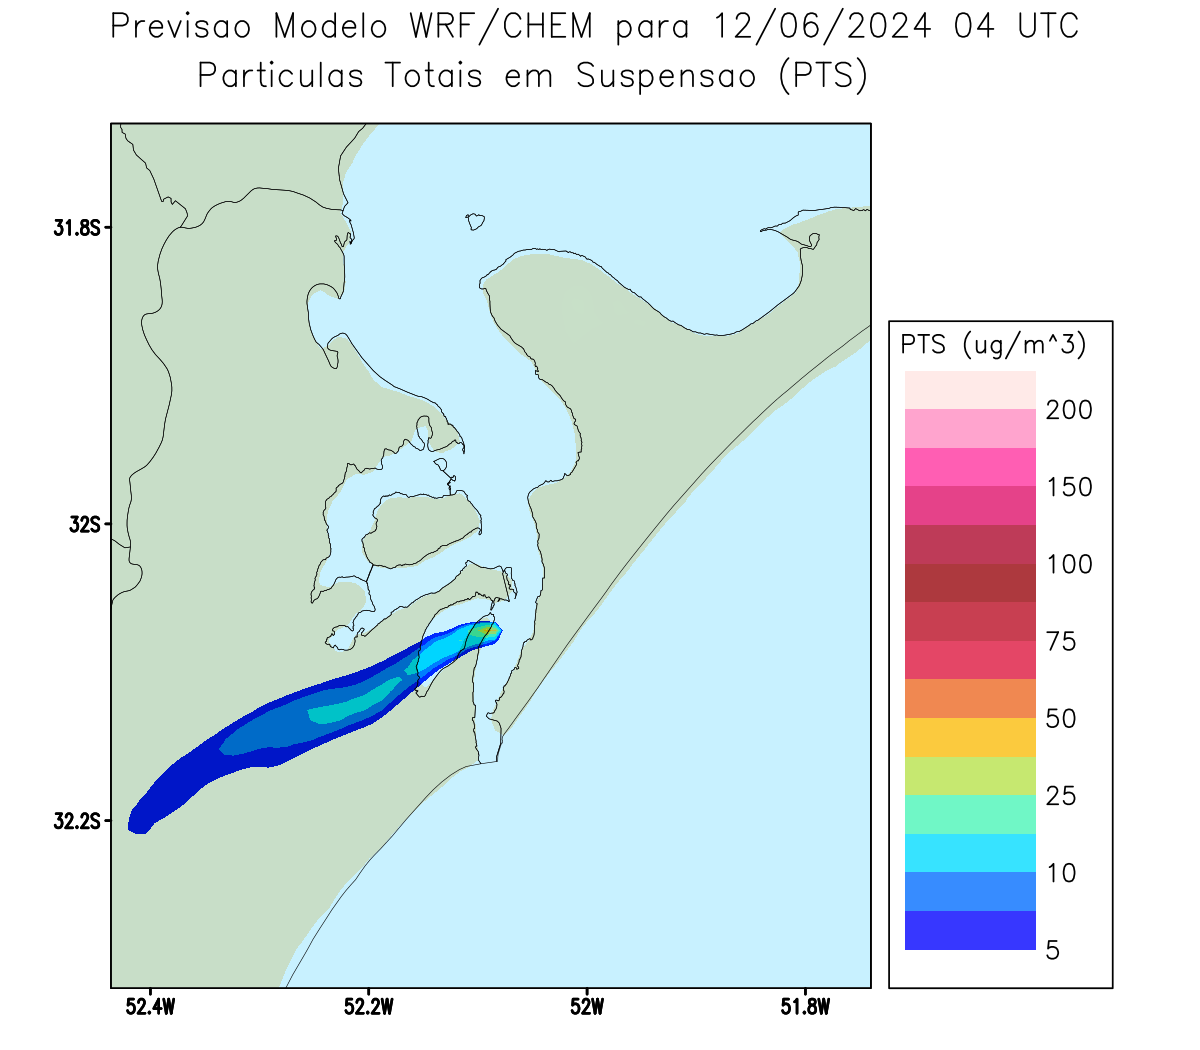 Previsao Modelo WRF/CHEM para 12/06/2024 04 UTC
Particulas Totais em Suspensao (PTS)
31.8S
32S
32.2S
52.4W
52.2W
52W
51.8W
PTS (ug/m^3)
200
150
100
75
50
25
10
5